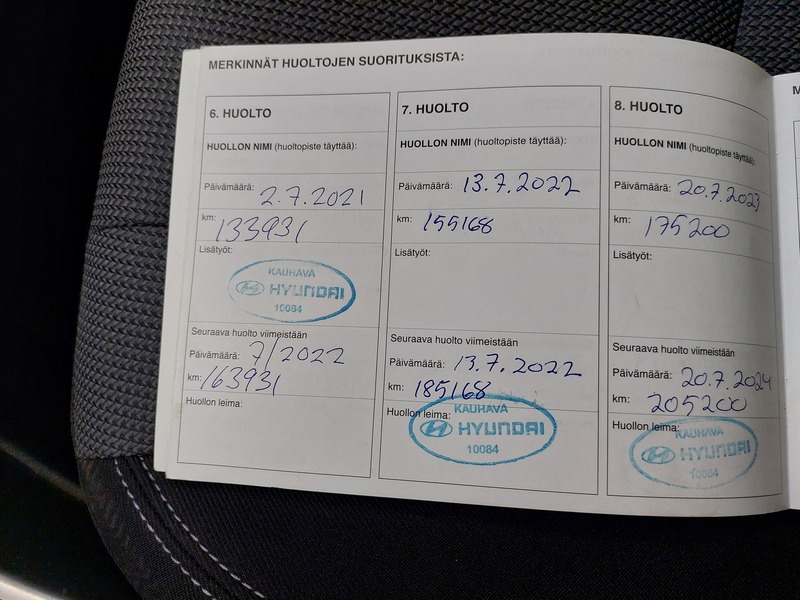 MERKINNÄT HUOLTOJEN SUORITUKSISTA:
6. HUOLTO
HUOLLON NIMI (huoltopiste täyttää):
Päivämäärä: 2.7.2021
km: 133931
Lisätyöt:
KAUHAVA
HYUNDAI
10084
Seuraava huolto viimeistään
Päivämäärä: 7/2022
km: 163931
Huollon leima:
7. HUOLTO
HUOLLON NIMI (huoltopiste täyttää):
Päivämäärä: 13.7.2022
km: 155168
Lisätyöt:
Seuraava huolto viimeistään
Päivämäärä: 13.7.2022
km: 185168
Huollon leima:
KAUHAVA
HYUNDAI
10084
8. HUOLTO
HUOLLON NIMI (huoltopiste täyttää):
Päivämäärä: 20.7.2023
km: 175200
Lisätyöt:
Seuraava huolto viimeistään
Päivämäärä: 20.7.2024
km: 205200
Huollon leima:
KAUHAVA
HYUNDAI
10084